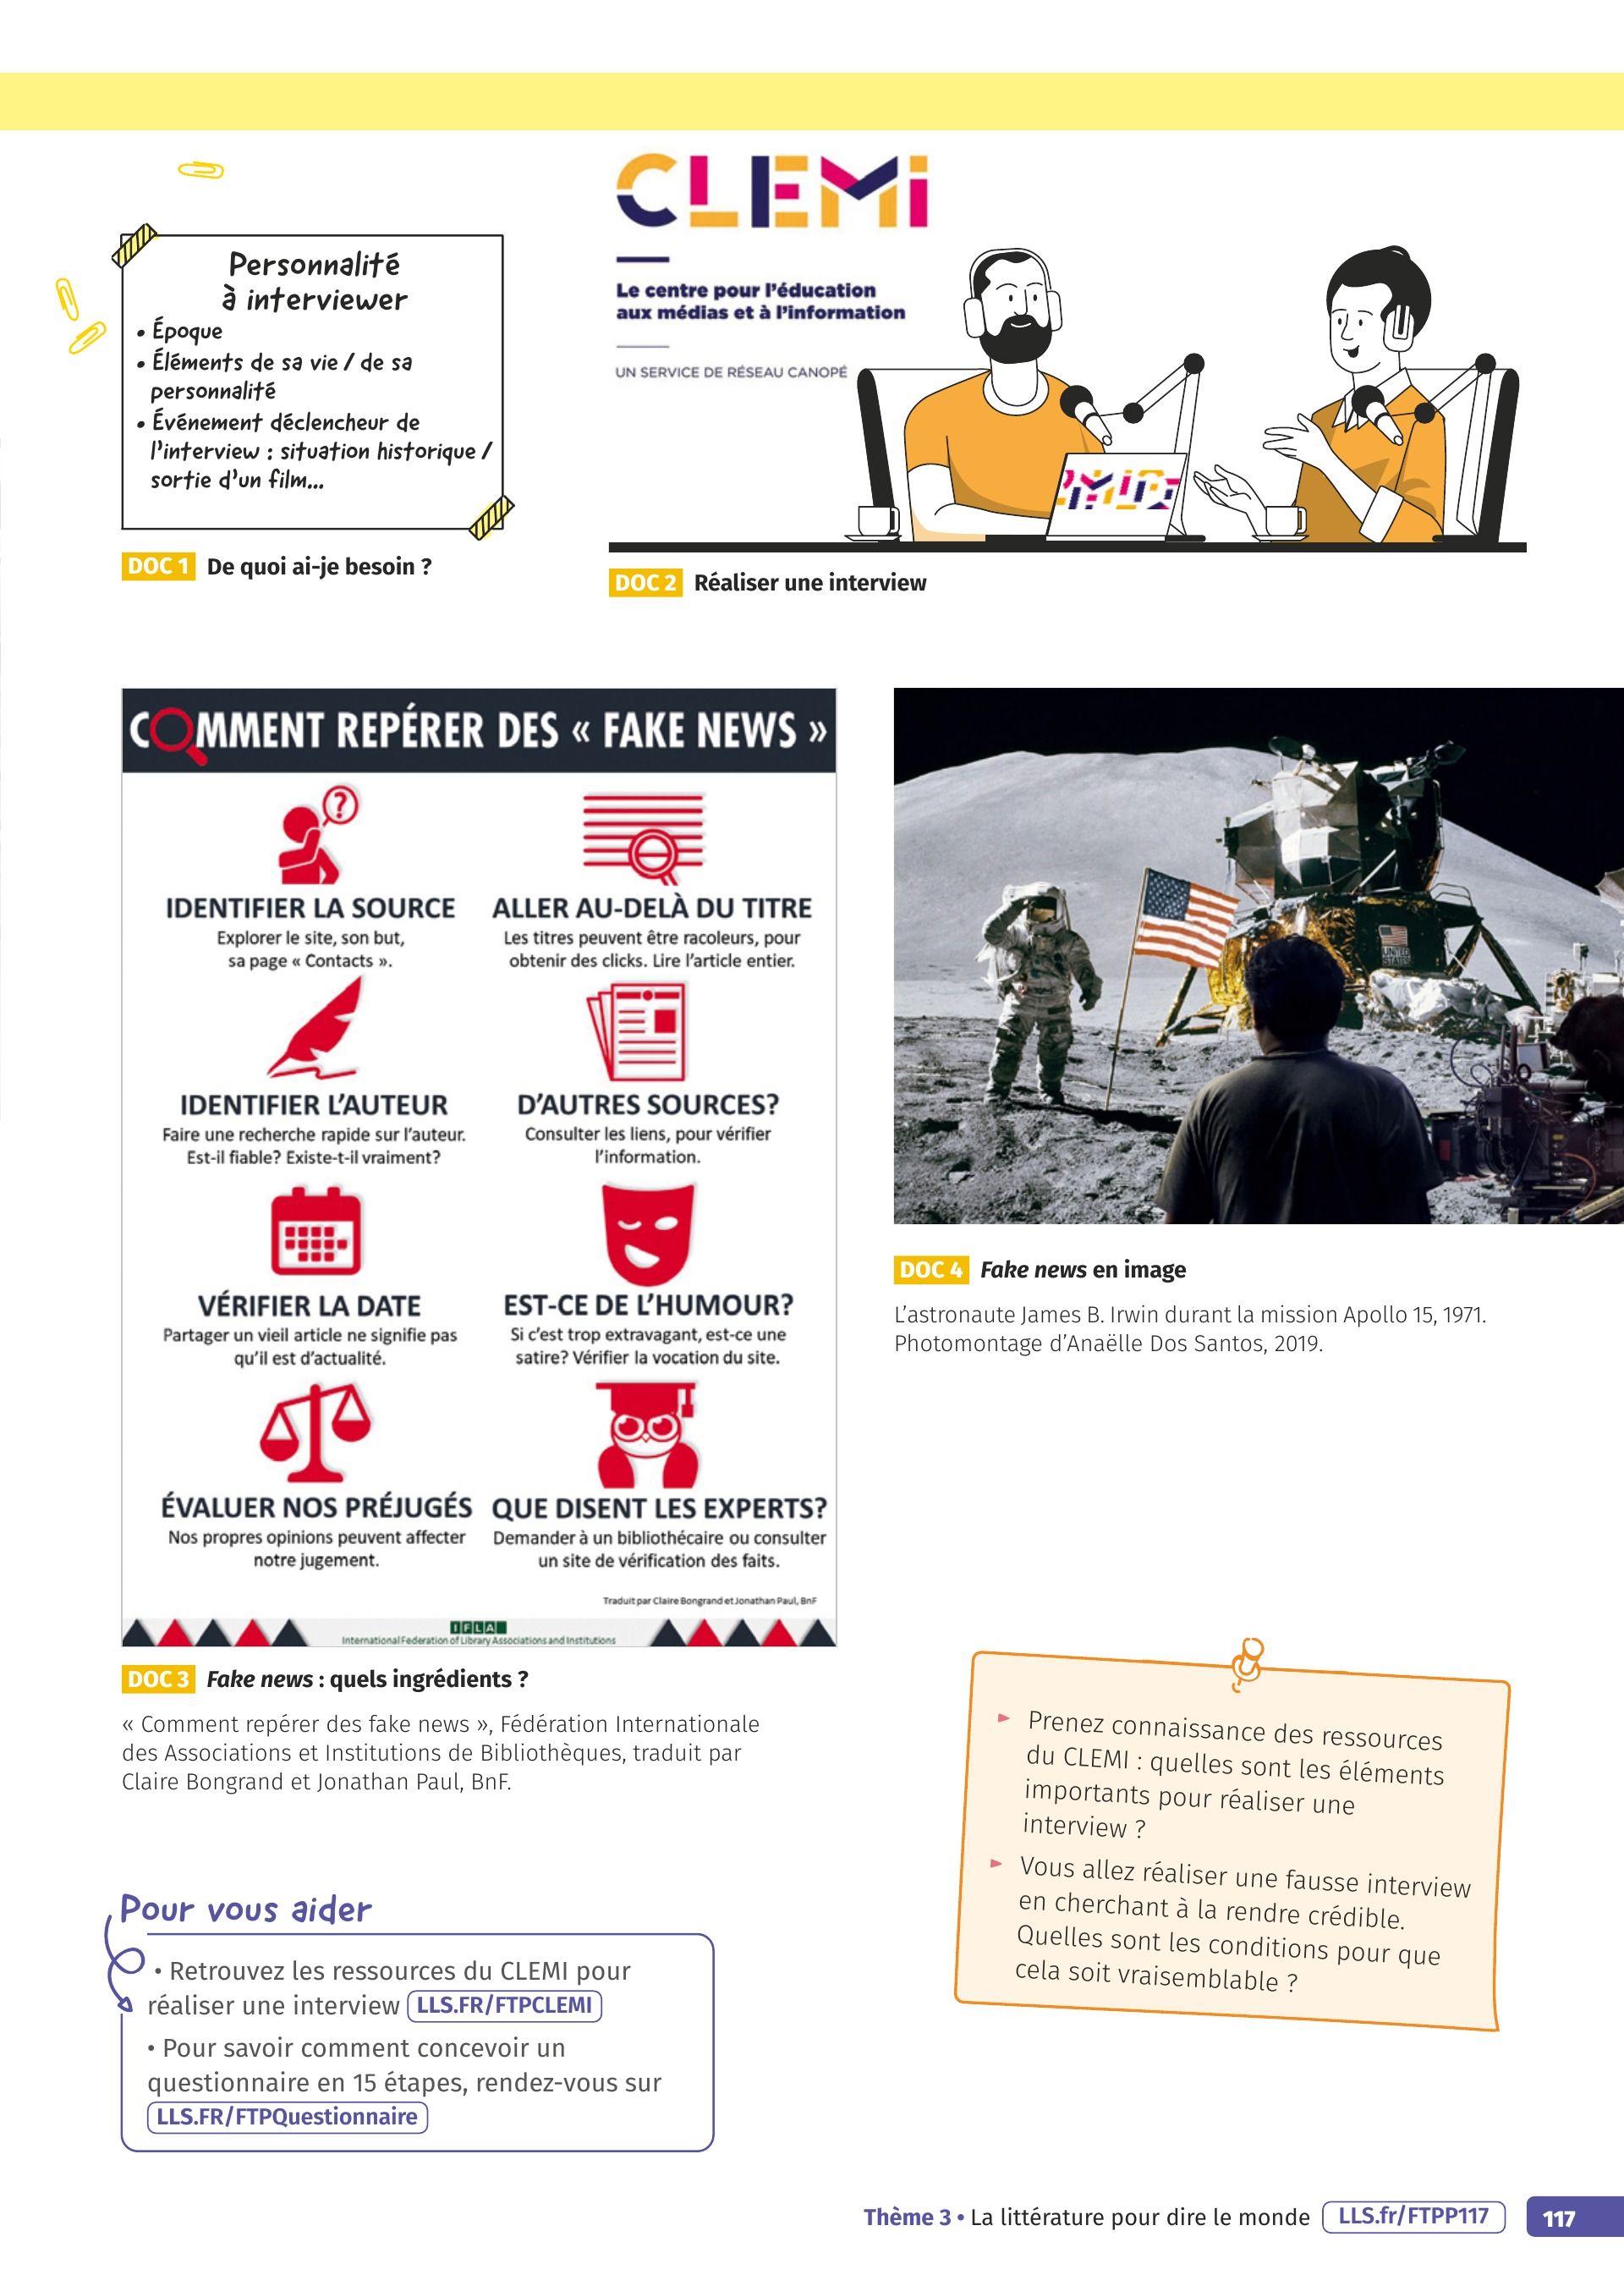 Personnalité
à interviewer
• Époque
• Éléments de sa vie / de sa
personnalité
• Événement déclencheur de
l'interview : situation historique /
sortie d'un film...
DOC 1 De quoi ai-je besoin ?
CLEMI
Le centre pour l'éducation
aux médias et à l'information
UN SERVICE DE RÉSEAU CANOPÉ
DOC 2 Réaliser une interview
COMMENT REPÉRER DES « FAKE NEWS »
?
IDENTIFIER LA SOURCE
Explorer le site, son but,
sa page « Contacts ».
ALLER AU-DELÀ DU TITRE
Les titres peuvent être racoleurs, pour
obtenir des clicks. Lire l'article entier.
IDENTIFIER L'AUTEUR
Faire une recherche rapide sur l'auteur.
Est-il fiable? Existe-t-il vraiment?
D'AUTRES SOURCES?
Consulter les liens, pour vérifier
l'information.
VÉRIFIER LA DATE
Partager un vieil article ne signifie pas
qu'il est d'actualité.
EST-CE DE L'HUMOUR?
Si c'est trop extravagant, est-ce une
satire? Vérifier la vocation du site.
ÉVALUER NOS PRÉJUGÉS
Nos propres opinions peuvent affecter
notre jugement.
QUE DISENT LES EXPERTS?
Demander à un bibliothécaire ou consulter
un site de vérification des faits.
Traduit par Claire Bongrand et Jonathan Paul, BnF
IFLA
International Federation of Library Associations and Institutions
DOC 3 Fake news : quels ingrédients ?
« Comment repérer des fake news », Fédération Internationale
des Associations et Institutions de Bibliothèques, traduit par
Claire Bongrand et Jonathan Paul, BnF.
UNITED
STATES
DOC 4 Fake news en image
L'astronaute James B. Irwin durant la mission Apollo 15, 1971.
Photomontage d'Anaëlle Dos Santos, 2019.
► Prenez connaissance des ressources
du CLEMI : quelles sont les éléments
importants pour réaliser une
interview ?
► Vous allez réaliser une fausse interview
en cherchant à la rendre crédible.
Quelles sont les conditions pour que
cela soit vraisemblable ?
Pour vous aider
• Retrouvez les ressources du CLEMI pour
réaliser une interview LLS.FR/FTPCLEMI
• Pour savoir comment concevoir un
questionnaire en 15 étapes, rendez-vous sur
LLS.FR/FTPQuestionnaire
Thème 3 • La littérature pour dire le monde LLS.fr/FTPP117 117